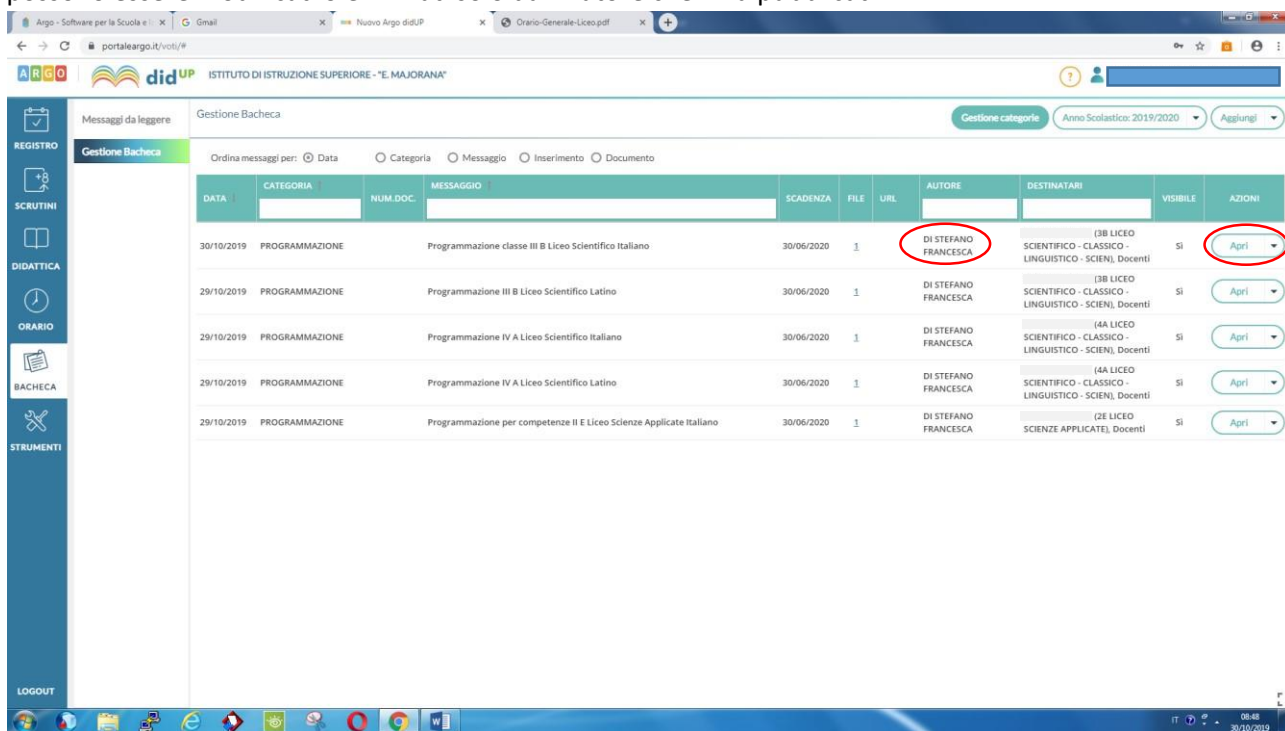 Argo - Software per la Scuola e l
Gmail
Nuovo Argo didUP
Orario-Generale-Liceo.pdf
portaleargo.it/voti/#
ARGO
didUP
ISTITUTO DI ISTRUZIONE SUPERIORE - "E. MAJORANA"
?
REGISTRO
SCRUTINI
DIDATTICA
ORARIO
BACHECA
STRUMENTI
LOGOUT
Messaggi da leggere
Gestione Bacheca
Gestione Bacheca
Gestione categorie
Anno Scolastico: 2019/2020
Aggiungi
Ordina messaggi per: Data Categoria Messaggio Inserimento Documento
DATA CATEGORIA NUM.DOC. MESSAGGIO SCADENZA FILE URL AUTORE DESTINATARI VISIBILE AZIONI
30/10/2019 PROGRAMMAZIONE Programmazione classe III B Liceo Scientifico Italiano 30/06/2020 1 DI STEFANO FRANCESCA (3B LICEO SCIENTIFICO - CLASSICO - LINGUISTICO - SCIEN), Docenti Sì Apri
29/10/2019 PROGRAMMAZIONE Programmazione III B Liceo Scientifico Latino 30/06/2020 1 DI STEFANO FRANCESCA (3B LICEO SCIENTIFICO - CLASSICO - LINGUISTICO - SCIEN), Docenti Sì Apri
29/10/2019 PROGRAMMAZIONE Programmazione IV A Liceo Scientifico Italiano 30/06/2020 1 DI STEFANO FRANCESCA (4A LICEO SCIENTIFICO - CLASSICO - LINGUISTICO - SCIEN), Docenti Sì Apri
29/10/2019 PROGRAMMAZIONE Programmazione IV A Liceo Scientifico Latino 30/06/2020 1 DI STEFANO FRANCESCA (4A LICEO SCIENTIFICO - CLASSICO - LINGUISTICO - SCIEN), Docenti Sì Apri
29/10/2019 PROGRAMMAZIONE Programmazione per competenze II E Liceo Scienze Applicate Italiano 30/06/2020 1 DI STEFANO FRANCESCA (2E LICEO SCIENZE APPLICATE), Docenti Sì Apri
IT
08:48
30/10/2019